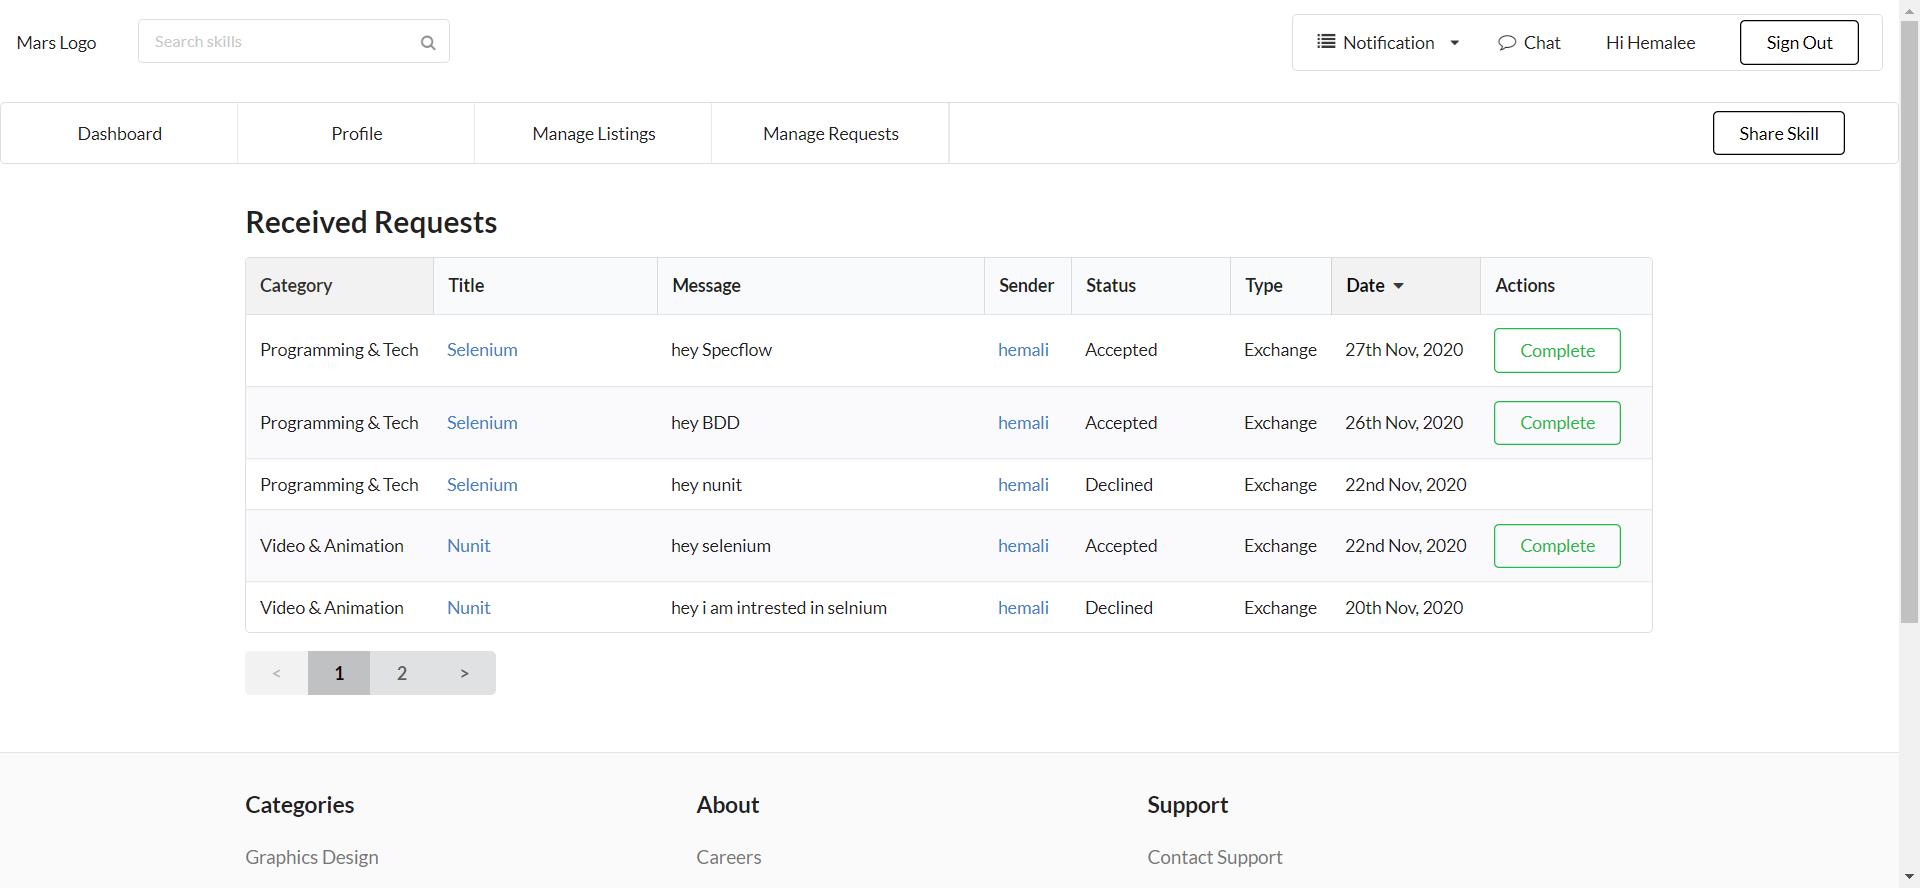 Mars Logo Search skills Notification Chat Hi Hemalee Sign Out
Dashboard Profile Manage Listings Manage Requests Share Skill
Received Requests
Category Title Message Sender Status Type Date Actions
Programming & Tech Selenium hey Specflow hemali Accepted Exchange 27th Nov, 2020 Complete
Programming & Tech Selenium hey BDD hemali Accepted Exchange 26th Nov, 2020 Complete
Programming & Tech Selenium hey nunit hemali Declined Exchange 22nd Nov, 2020
Video & Animation Nunit hey selenium hemali Accepted Exchange 22nd Nov, 2020 Complete
Video & Animation Nunit hey i am intrested in selnium hemali Declined Exchange 20th Nov, 2020
< 1 2 >
Categories About Support
Graphics Design Careers Contact Support